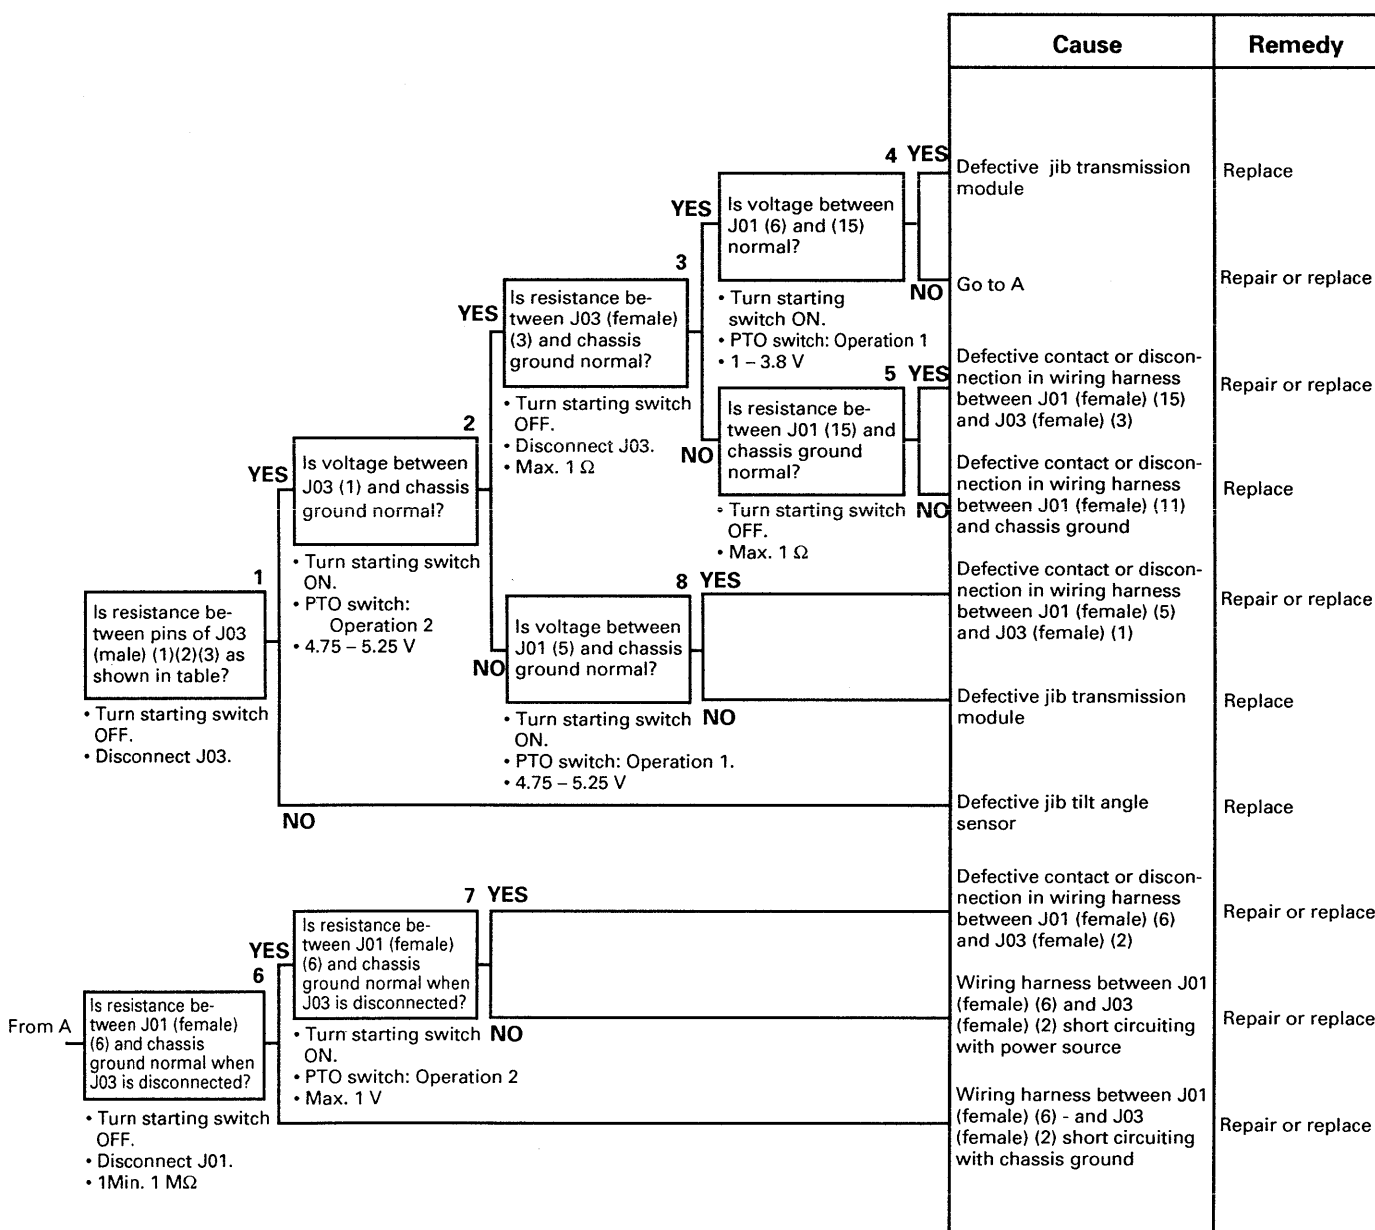 Cause
Remedy
4 YES
Defective jib transmission
module
Replace
Is voltage between
J01 (6) and (15)
normal?
YES
NO
Go to A
Repair or replace
• Turn starting
switch ON.
• PTO switch: Operation 1
• 1 – 3.8 V
3
Is resistance be-
tween J03 (female)
(3) and chassis
ground normal?
YES
• Turn starting switch
OFF.
• Disconnect J03.
• Max. 1 Ω
5 YES
Defective contact or discon-
nection in wiring harness
between J01 (female) (15)
and J03 (female) (3)
Repair or replace
Is resistance be-
tween J01 (15) and
chassis ground
normal?
NO
NO
Defective contact or discon-
nection in wiring harness
between J01 (female) (11)
and chassis ground
Replace
• Turn starting switch
OFF.
• Max. 1 Ω
2
YES
Is voltage between
J03 (1) and chassis
ground normal?
• Turn starting switch
ON.
• PTO switch:
Operation 2
• 4.75 – 5.25 V
8 YES
Defective contact or discon-
nection in wiring harness
between J01 (female) (5)
and J03 (female) (1)
Repair or replace
Is voltage between
J01 (5) and chassis
ground normal?
NO
NO
Defective jib transmission
module
Replace
• Turn starting switch
ON.
• PTO switch: Operation 1.
• 4.75 – 5.25 V
1
Is resistance be-
tween pins of J03
(male) (1)(2)(3) as
shown in table?
• Turn starting switch
OFF.
• Disconnect J03.
NO
Defective jib tilt angle
sensor
Replace
7 YES
Defective contact or discon-
nection in wiring harness
between J01 (female) (6)
and J03 (female) (2)
Repair or replace
YES
Is resistance be-
tween J01 (female)
(6) and chassis
ground normal when
J03 is disconnected?
NO
Wiring harness between J01
(female) (6) and J03
(female) (2) short circuiting
with power source
Repair or replace
• Turn starting switch
ON.
• PTO switch: Operation 2
• Max. 1 V
6
From A
Is resistance be-
tween J01 (female)
(6) and chassis
ground normal when
J03 is disconnected?
• Turn starting switch
OFF.
• Disconnect J01.
• 1Min. 1 MΩ
Wiring harness between J01
(female) (6) - and J03
(female) (2) short circuiting
with chassis ground
Repair or replace